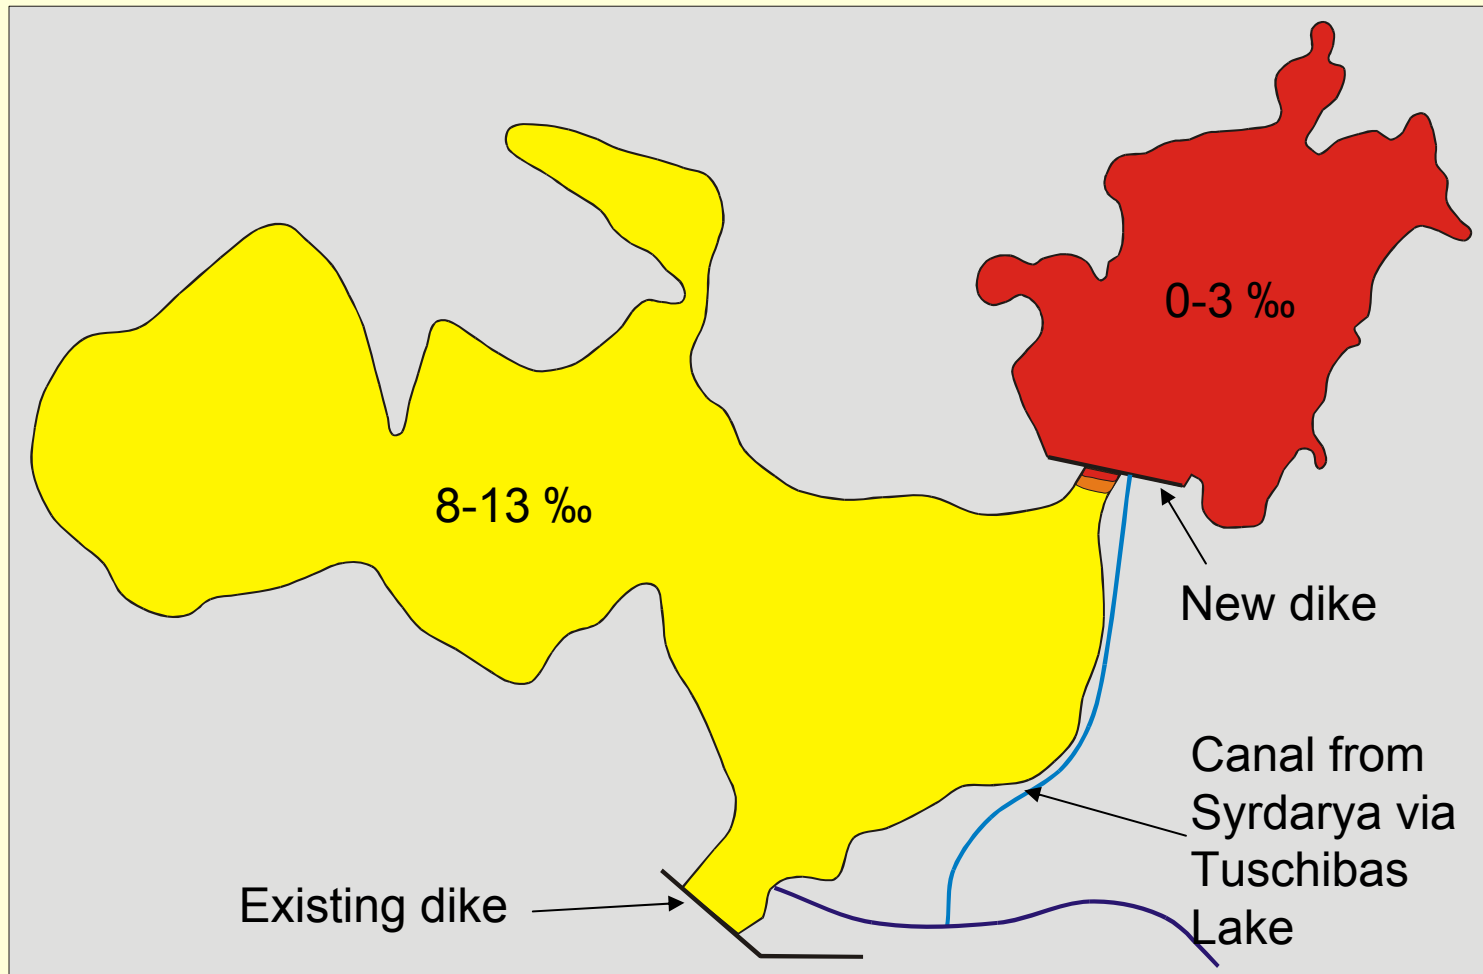 0-3 ‰
8-13 ‰
New dike
Canal from
Syrdarya via
Tuschibas
Lake
Existing dike